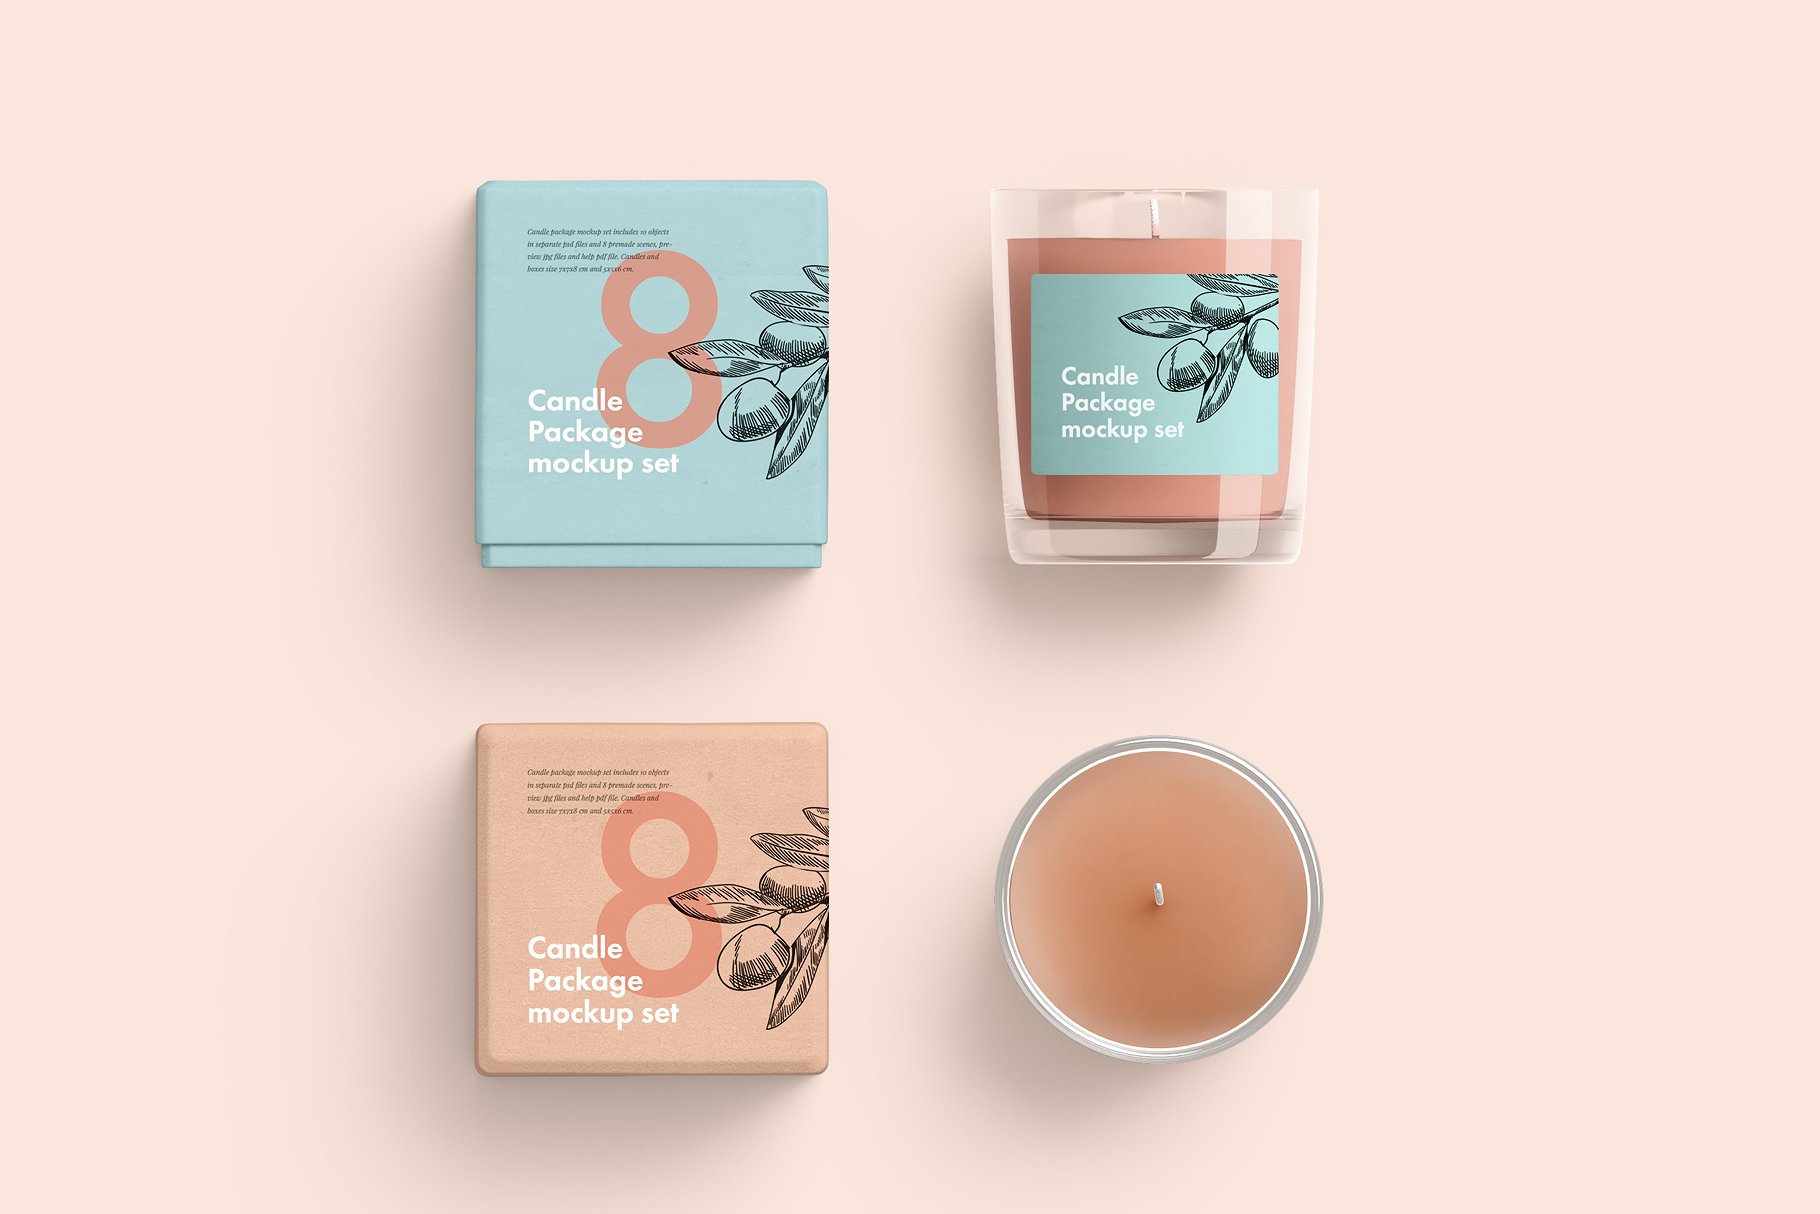 Candle package mockup set includes 10 objects
in separate psd files and 8 premade scenes, pre-
view jpg files and help pdf file. Candles and
boxes size 7x7x8 cm and 5x5x6 cm.
8
Candle
Package
mockup set
Candle
Package
mockup set
Candle package mockup set includes 10 objects
in separate psd files and 8 premade scenes, pre-
view jpg files and help pdf file. Candles and
boxes size 7x7x8 cm and 5x5x6 cm.
8
Candle
Package
mockup set